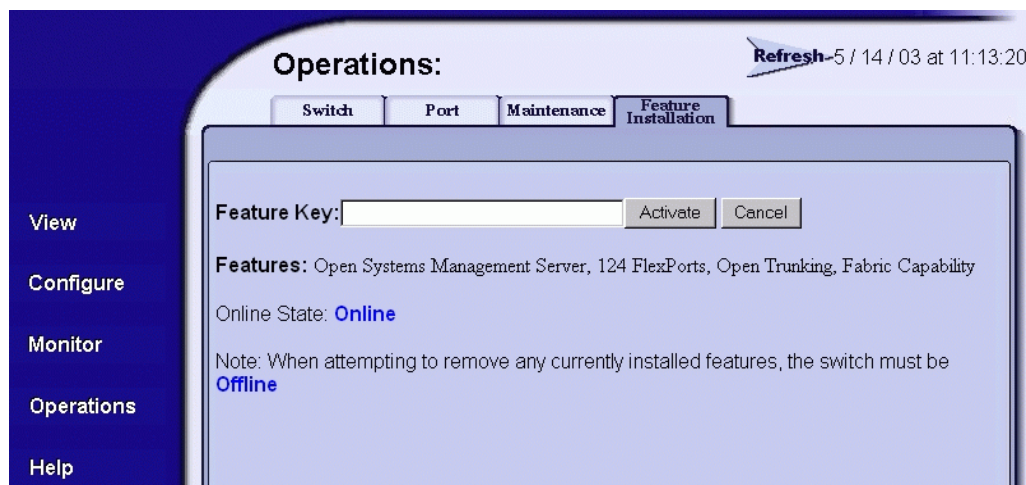 Operations:
Refresh 5 / 14 / 03 at 11:13:20
Switch
Port
Maintenance
Feature
Installation
View
Configure
Monitor
Operations
Help
Feature Key:
Activate
Cancel
Features: Open Systems Management Server, 124 FlexPorts, Open Trunking, Fabric Capability
Online State: Online
Note: When attempting to remove any currently installed features, the switch must be
Offline